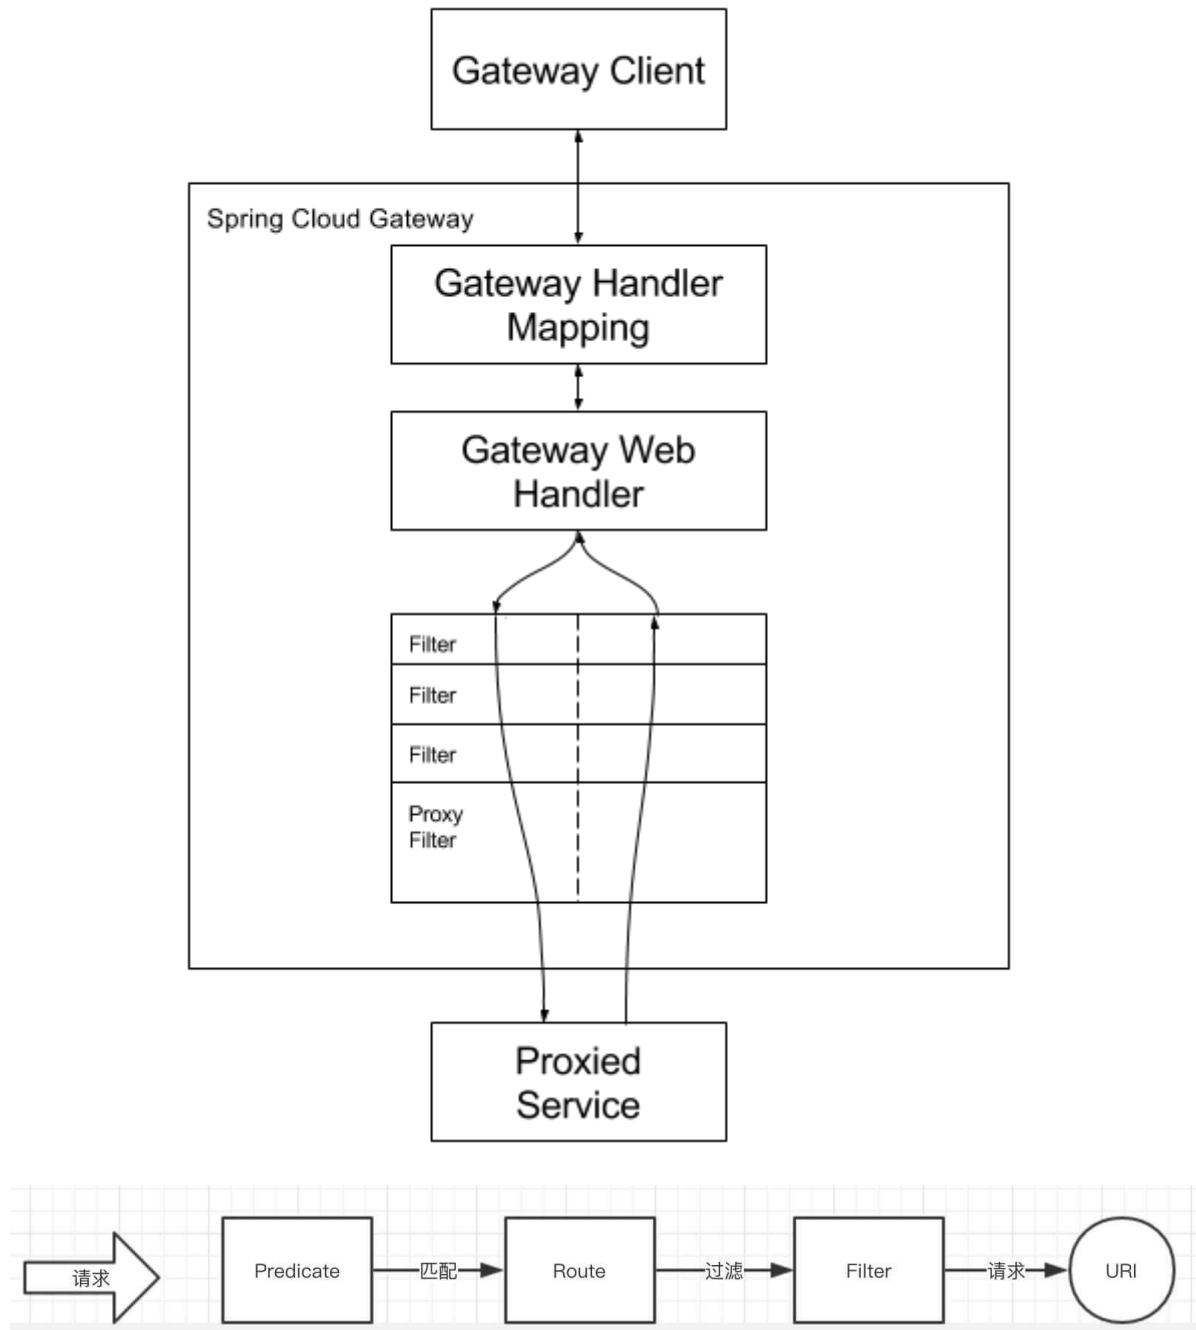 Gateway Client
Spring Cloud Gateway
Gateway Handler
Mapping
Gateway Web
Handler
Filter
Filter
Filter
Proxy
Filter
Proxied
Service
请求
Predicate
匹配
Route
过滤
Filter
请求
URI